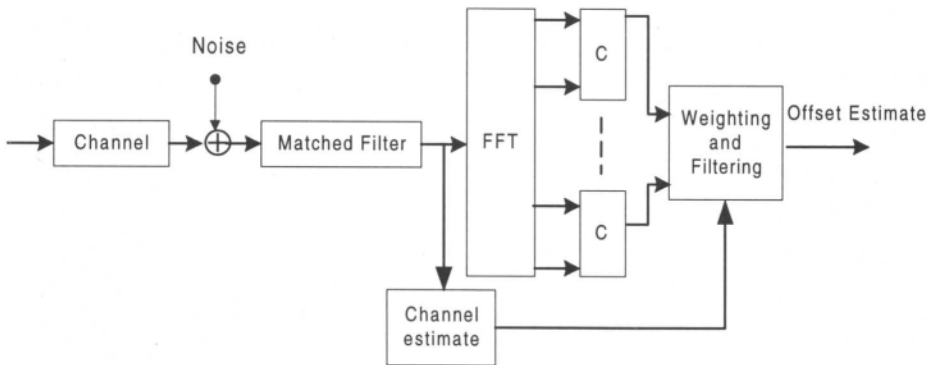 Noise
Channel
Matched Filter
FFT
C
C
Weighting
and
Filtering
Offset Estimate
Channel
estimate